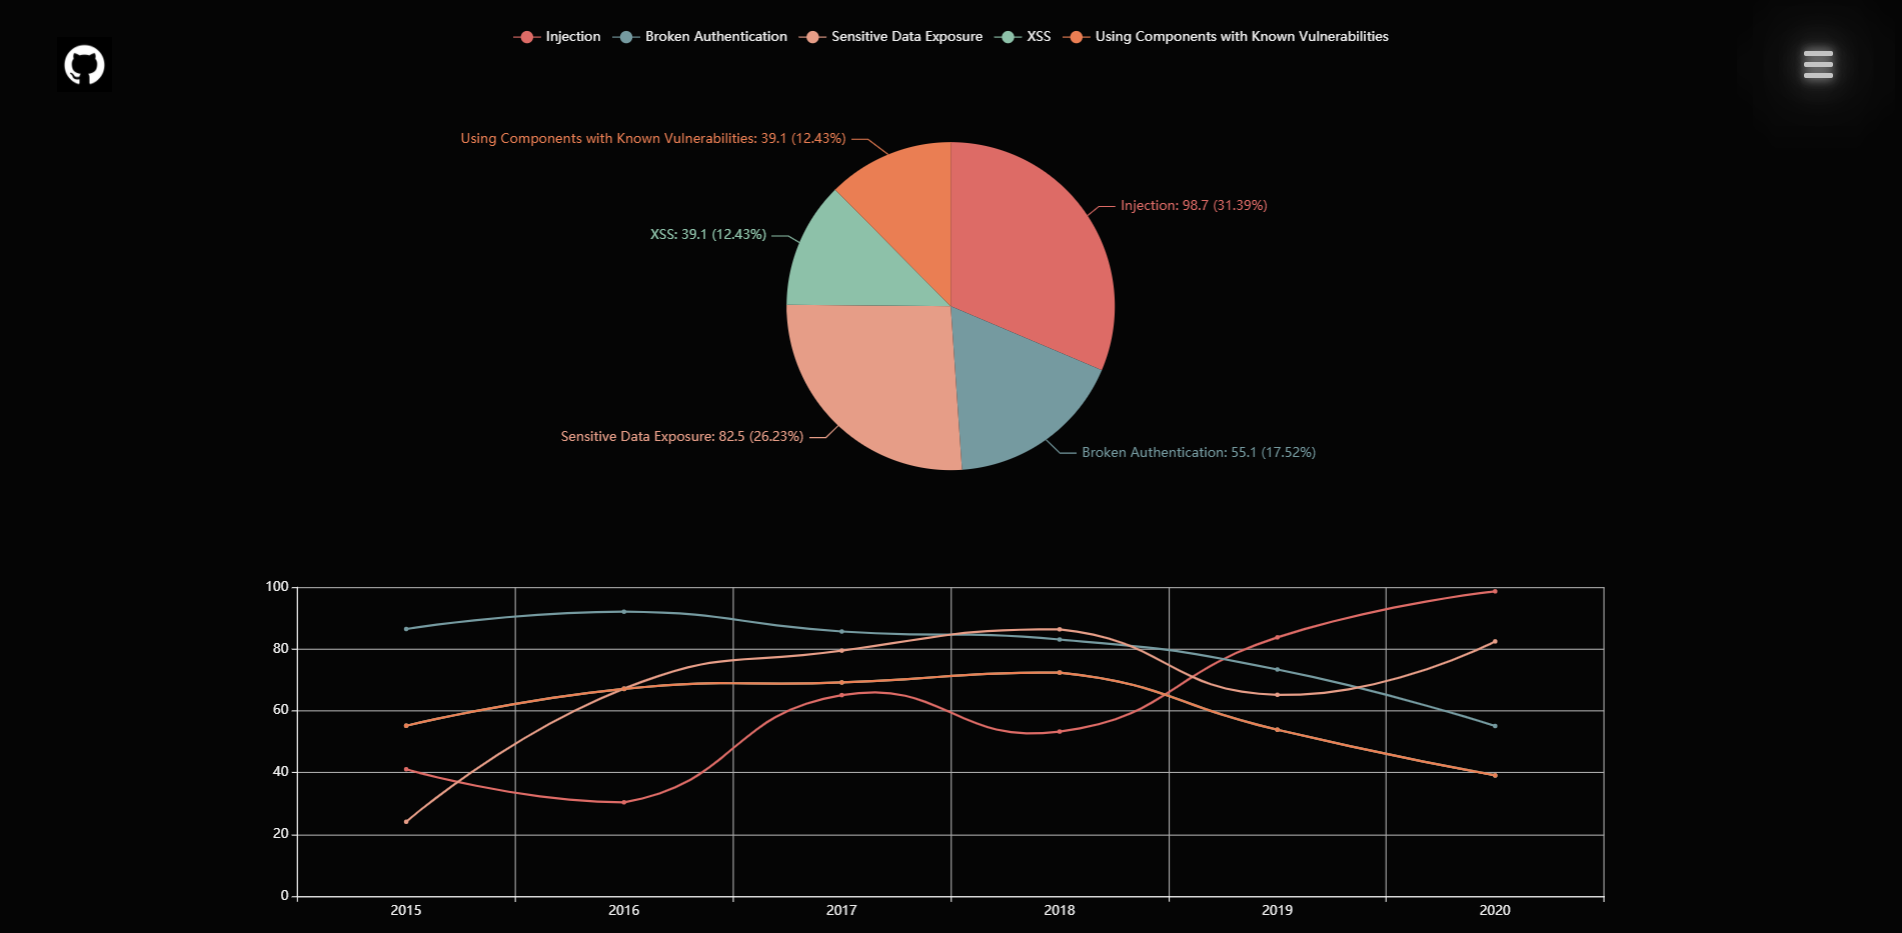 Injection Broken Authentication Sensitive Data Exposure XSS Using Components with Known Vulnerabilities
Using Components with Known Vulnerabilities: 39.1 (12.43%)
Injection: 98.7 (31.39%)
XSS: 39.1 (12.43%)
Sensitive Data Exposure: 82.5 (26.23%)
Broken Authentication: 55.1 (17.52%)
100
80
60
40
20
0
2015 2016 2017 2018 2019 2020